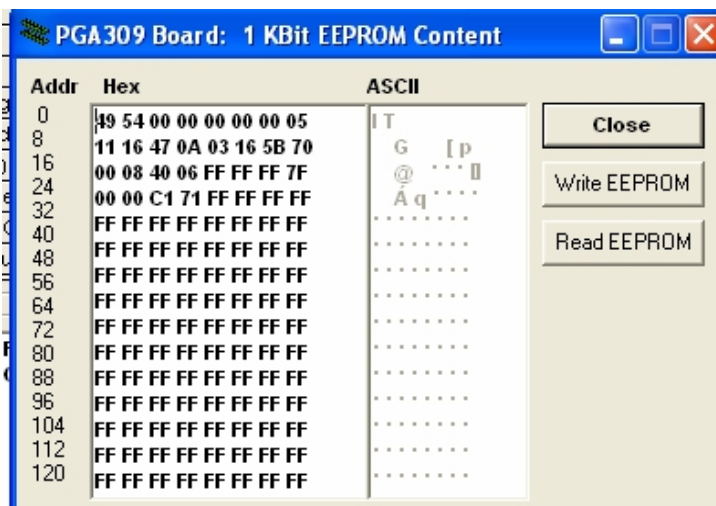 PGA309 Board: 1 KBit EEPROM Content
Addr Hex ASCII
0 49 54 00 00 00 00 00 05 I T
8 11 16 47 0A 03 16 5B 70 G [ p
16 00 08 40 06 FF FF FF 7F @ · · ·
24 00 00 C1 71 FF FF FF FF Á q · · · ·
32 FF FF FF FF FF FF FF FF · · · · · · · ·
40 FF FF FF FF FF FF FF FF · · · · · · · ·
48 FF FF FF FF FF FF FF FF · · · · · · · ·
56 FF FF FF FF FF FF FF FF · · · · · · · ·
64 FF FF FF FF FF FF FF FF · · · · · · · ·
72 FF FF FF FF FF FF FF FF · · · · · · · ·
80 FF FF FF FF FF FF FF FF · · · · · · · ·
88 FF FF FF FF FF FF FF FF · · · · · · · ·
96 FF FF FF FF FF FF FF FF · · · · · · · ·
104 FF FF FF FF FF FF FF FF · · · · · · · ·
112 FF FF FF FF FF FF FF FF · · · · · · · ·
120 FF FF FF FF FF FF FF FF · · · · · · · ·
Close
Write EEPROM
Read EEPROM